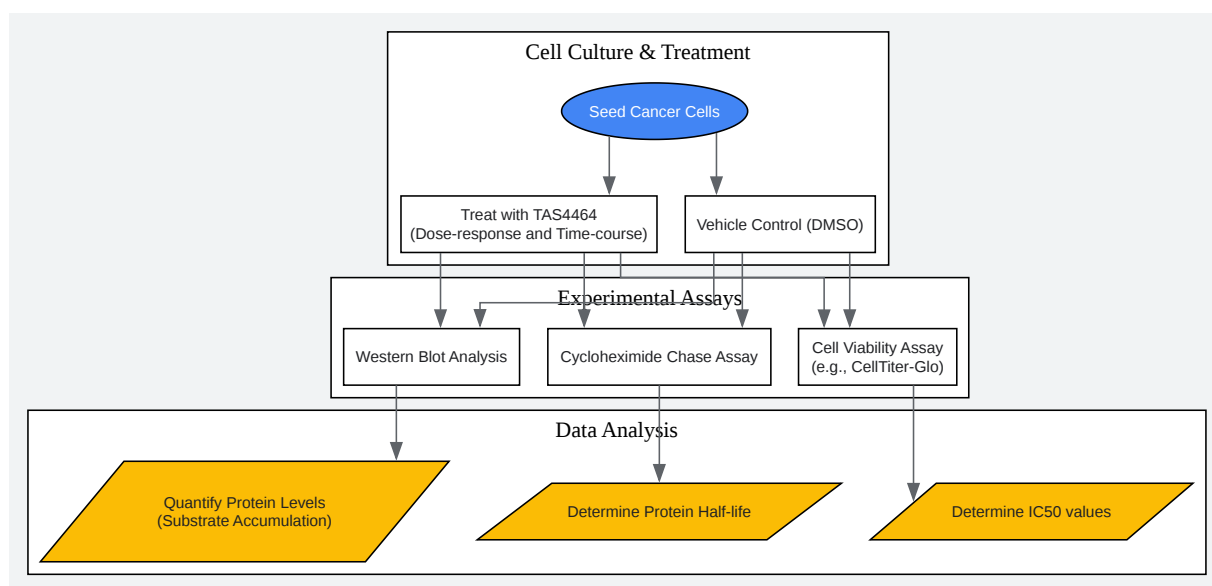 Cell Culture & Treatment
Seed Cancer Cells
Treat with TAS4464
(Dose-response and Time-course)
Vehicle Control (DMSO)
Experimental Assays
Western Blot Analysis
Cycloheximide Chase Assay
Cell Viability Assay
(e.g., CellTiter-Glo)
Data Analysis
Quantify Protein Levels
(Substrate Accumulation)
Determine Protein Half-life
Determine IC50 values